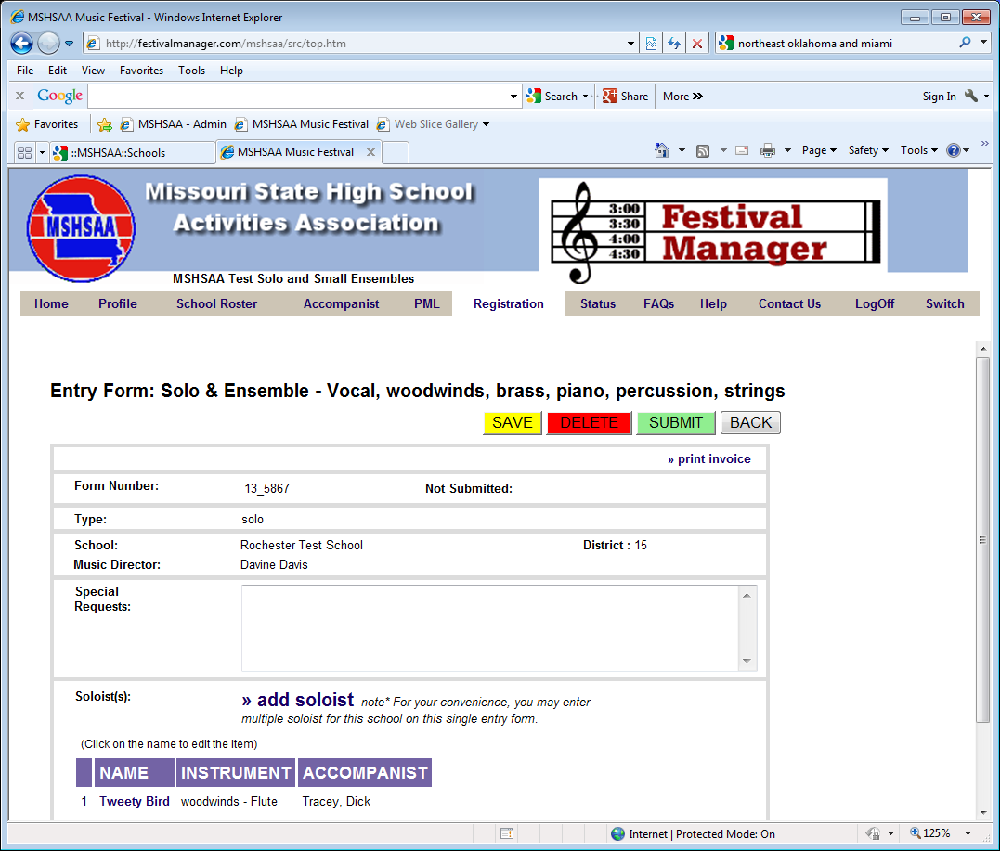 MSHSAA Music Festival - Windows Internet Explorer
http://festivalmanager.com/mshsaa/src/top.htm
northeast oklahoma and miami
File Edit View Favorites Tools Help
x Google Search Share More » Sign In
Favorites MSHSAA - Admin MSHSAA Music Festival Web Slice Gallery
::MSHSAA::Schools MSHSAA Music Festival x Page Safety Tools »
MSHSAA
Missouri State High School
Activities Association
3:00
3:30
4:00
4:30
Festival
Manager
MSHSAA Test Solo and Small Ensembles
Home Profile School Roster Accompanist PML Registration Status FAQs Help Contact Us LogOff Switch
Entry Form: Solo & Ensemble - Vocal, woodwinds, brass, piano, percussion, strings
SAVE DELETE SUBMIT BACK
» print invoice
Form Number: 13_5867 Not Submitted:
Type: solo
School: Rochester Test School District : 15
Music Director: Davine Davis
Special
Requests:
Soloist(s): » add soloist note* For your convenience, you may enter
multiple soloist for this school on this single entry form.
(Click on the name to edit the item)
NAME INSTRUMENT ACCOMPANIST
1 Tweety Bird woodwinds - Flute Tracey, Dick
Internet | Protected Mode: On 125%